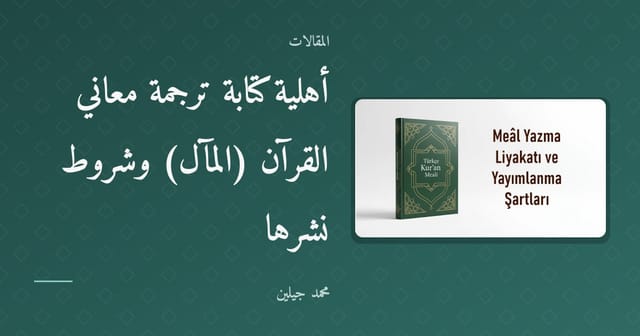 المقالات
أهلية كتابة ترجمة معاني
القرآن (المآل) وشروط
نشرها
محمد جيلين
Türkçe
Kur'an
Meali
Meâl Yazma
Liyakatı ve
Yayımlanma
Şartları